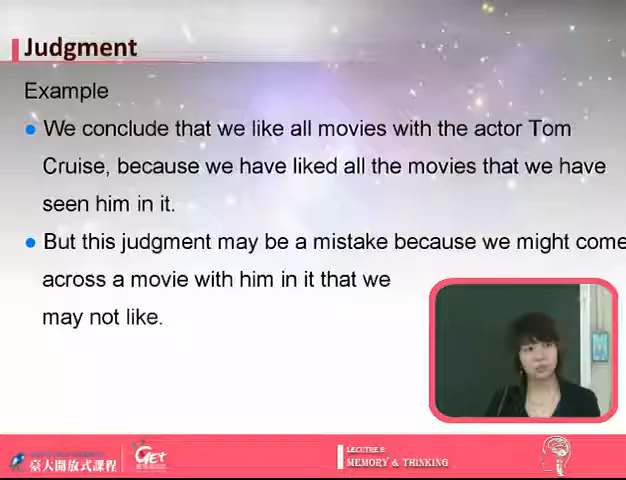 Judgment
Example
We conclude that we like all movies with the actor Tom
Cruise, because we have liked all the movies that we have
seen him in it.
But this judgment may be a mistake because we might come
across a movie with him in it that we
may not like.
臺大開放式課程
GET
LECUTRE 8:
MEMORY & THINKING